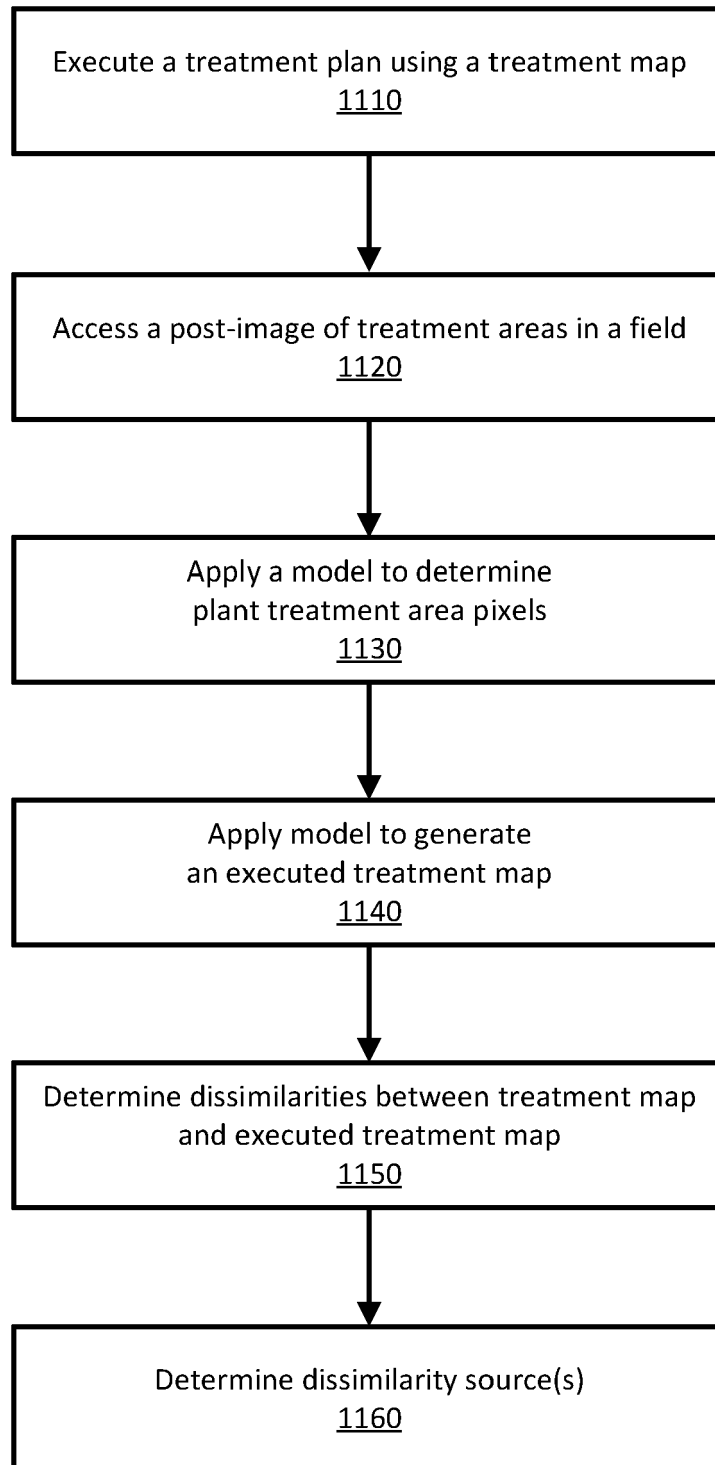 Execute a treatment plan using a treatment map
1110
Access a post-image of treatment areas in a field
1120
Apply a model to determine
plant treatment area pixels
1130
Apply model to generate
an executed treatment map
1140
Determine dissimilarities between treatment map
and executed treatment map
1150
Determine dissimilarity source(s)
1160